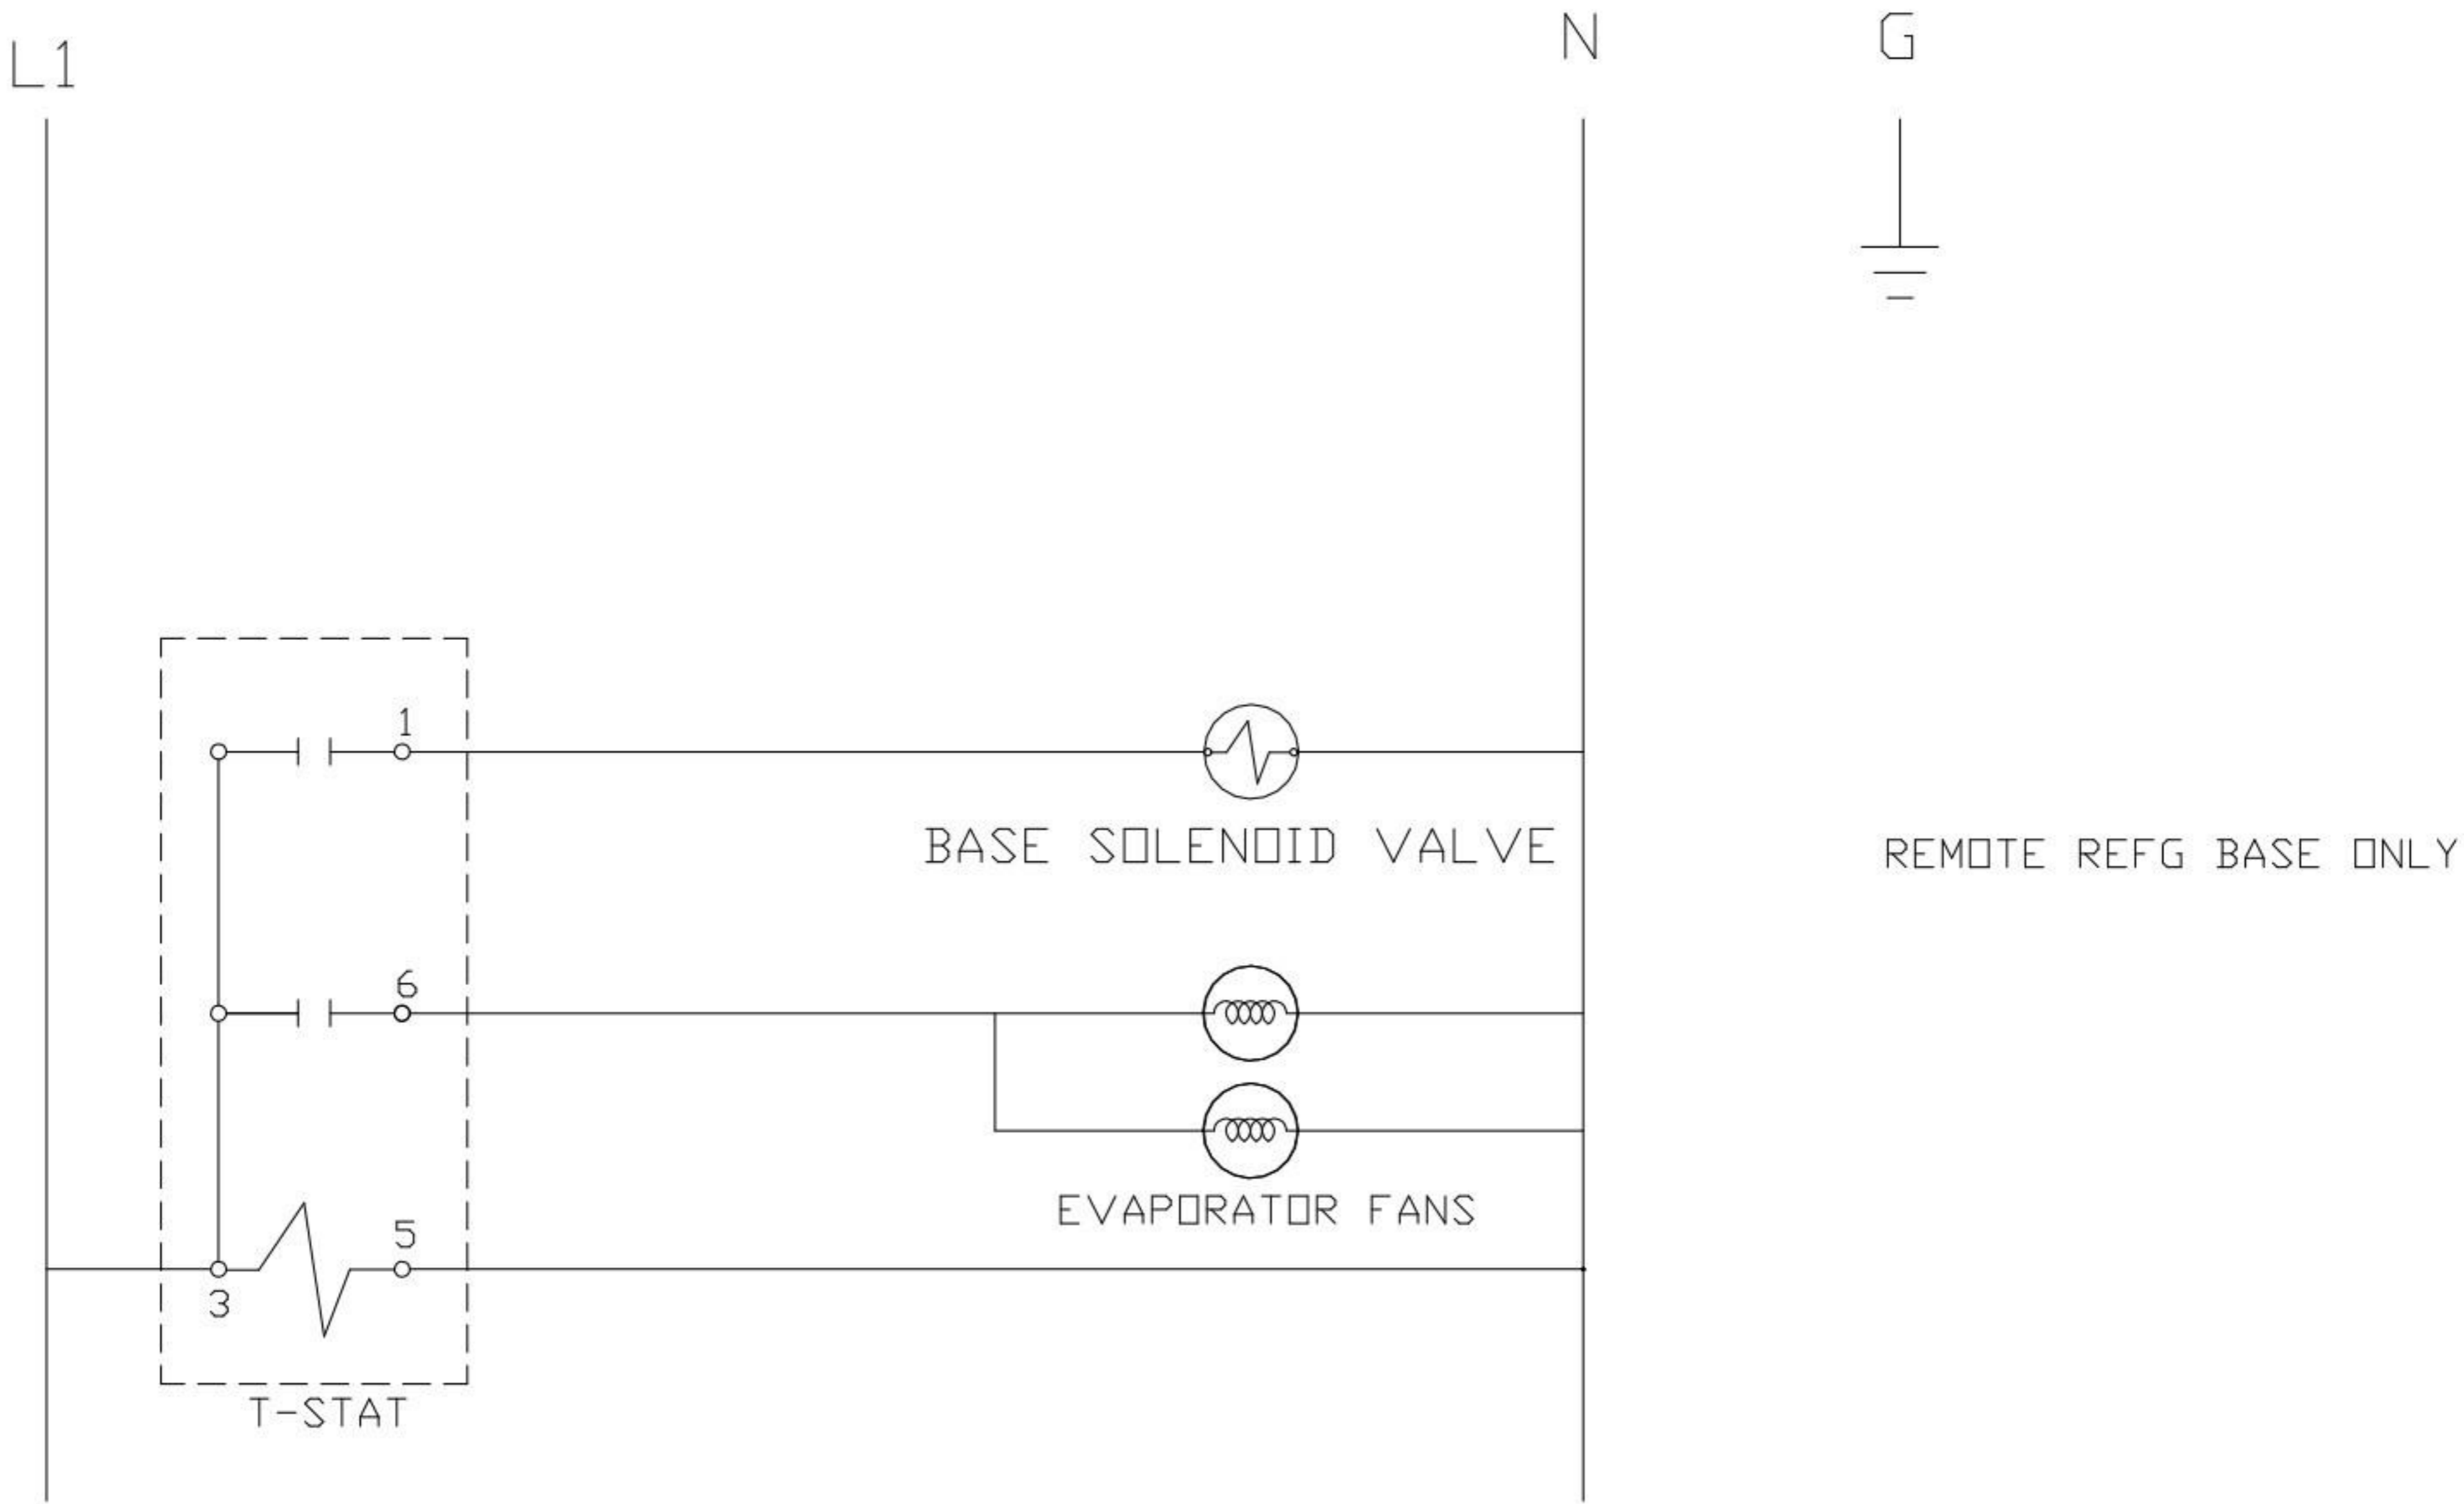 L1
N
G
1
BASE SOLENOID VALVE
REMOTE REFG BASE ONLY
6
EVAPORATOR FANS
5
3
T-STAT